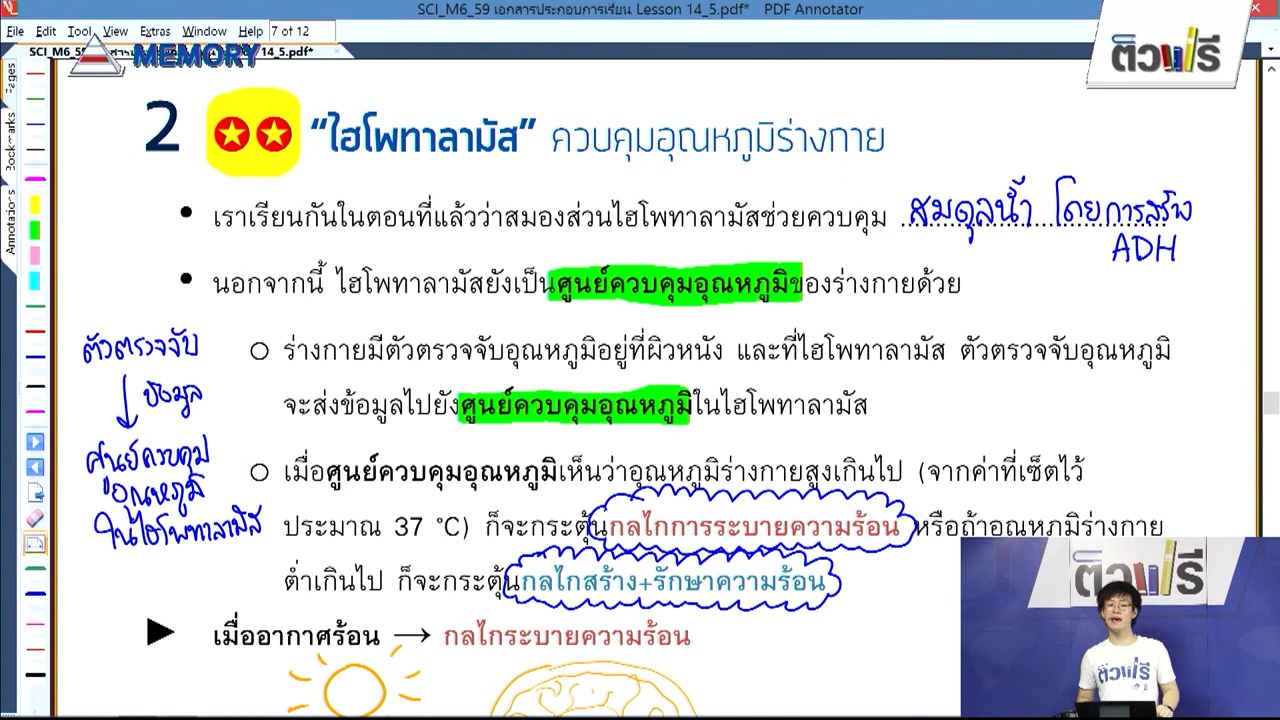 SCI_M6_59 เอกสารประกอบการเรียน Lesson 14_5.pdf* PDF Annotator
File Edit Tool View Extras Window Help 7 of 12
14_5.pdf*
MEMORY
ติวฟรี
Pages
Bookmarks
Annotations
2 “ไฮโพทาลามัส” ควบคุมอุณหภูมิร่างกาย
• เราเรียนกันในตอนที่แล้วว่าสมองส่วนไฮโพทาลามัสช่วยควบคุม สมดุลน้ำ โดยการสร้าง
ADH
• นอกจากนี้ ไฮโพทาลามัสยังเป็นศูนย์ควบคุมอุณหภูมิของร่างกายด้วย
ตัวตรวจจับ
ข้อมูล
ศูนย์ควบคุม
อุณหภูมิ
ในไฮโพทาลามัส
○ ร่างกายมีตัวตรวจจับอุณหภูมิอยู่ที่ผิวหนัง และที่ไฮโพทาลามัส ตัวตรวจจับอุณหภูมิ
จะส่งข้อมูลไปยังศูนย์ควบคุมอุณหภูมิในไฮโพทาลามัส
○ เมื่อศูนย์ควบคุมอุณหภูมิเห็นว่าอุณหภูมิร่างกายสูงเกินไป (จากค่าที่เซ็ตไว้
ประมาณ 37 °C) ก็จะกระตุ้นกลไกการระบายความร้อน หรือถ้าอุณหภูมิร่างกาย
ต่ำเกินไป ก็จะกระตุ้นกลไกสร้าง+รักษาความร้อน
► เมื่ออากาศร้อน → กลไกระบายความร้อน
ติวฟรี
ติวฟรี